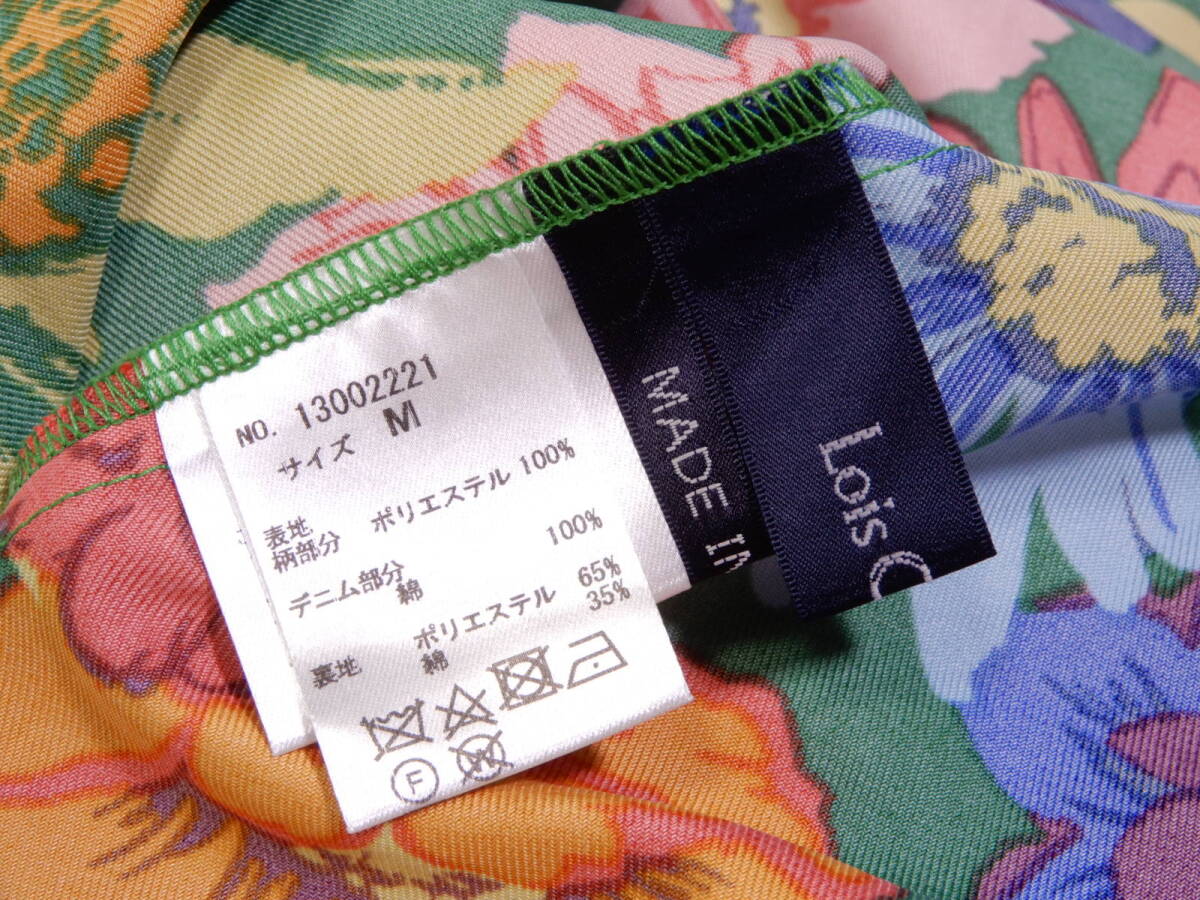 NO. 13002221
サイズ M
表地
柄部分 ポリエステル 100%
デニム部分
綿 100%
裏地 ポリエステル 65%
綿 35%
F
W
MADE IN
Lois C